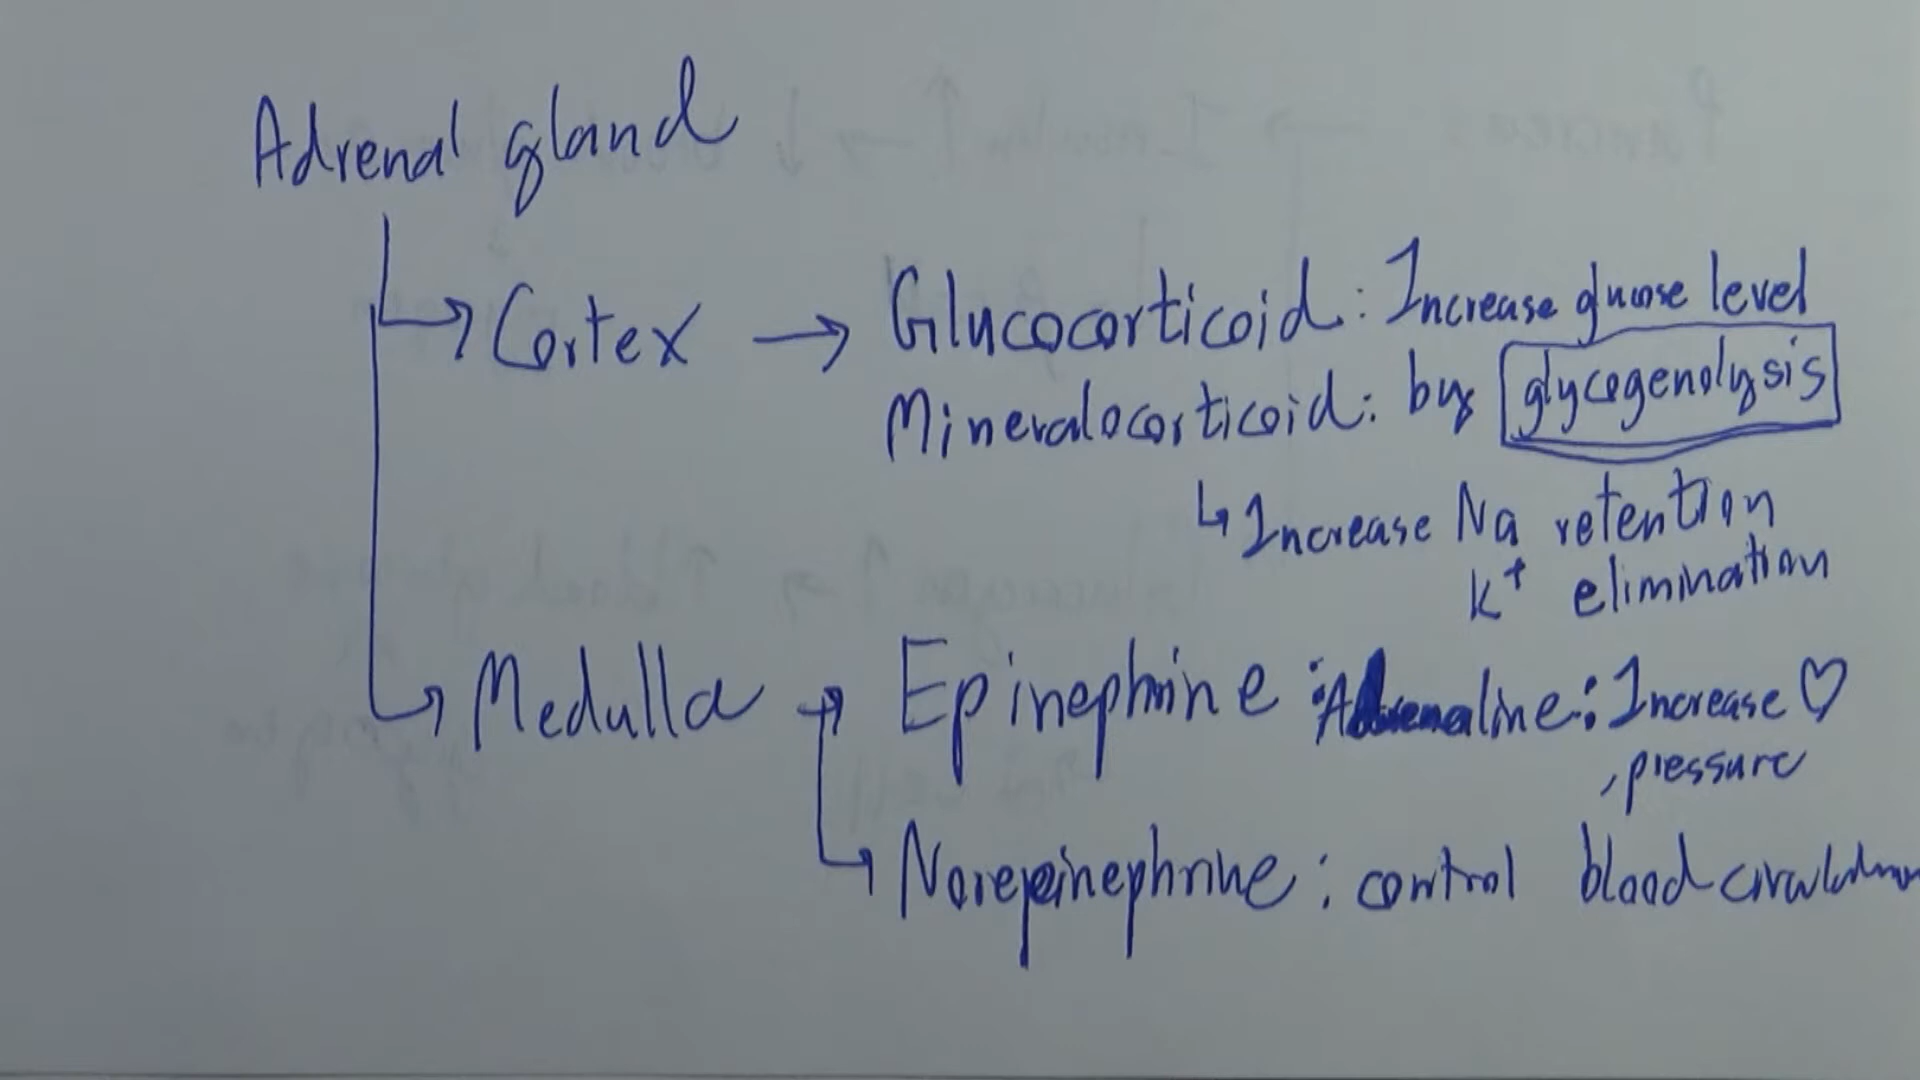 Adrenal gland
Cortex → Glucocorticoid: Increase glucose level
Mineralocorticoid: by glycogenolysis
↳ Increase Na retention
K+ elimination
Medulla → Epinephrine : Adrenaline: Increase ♡
, pressure
Norepinephrine : control blood